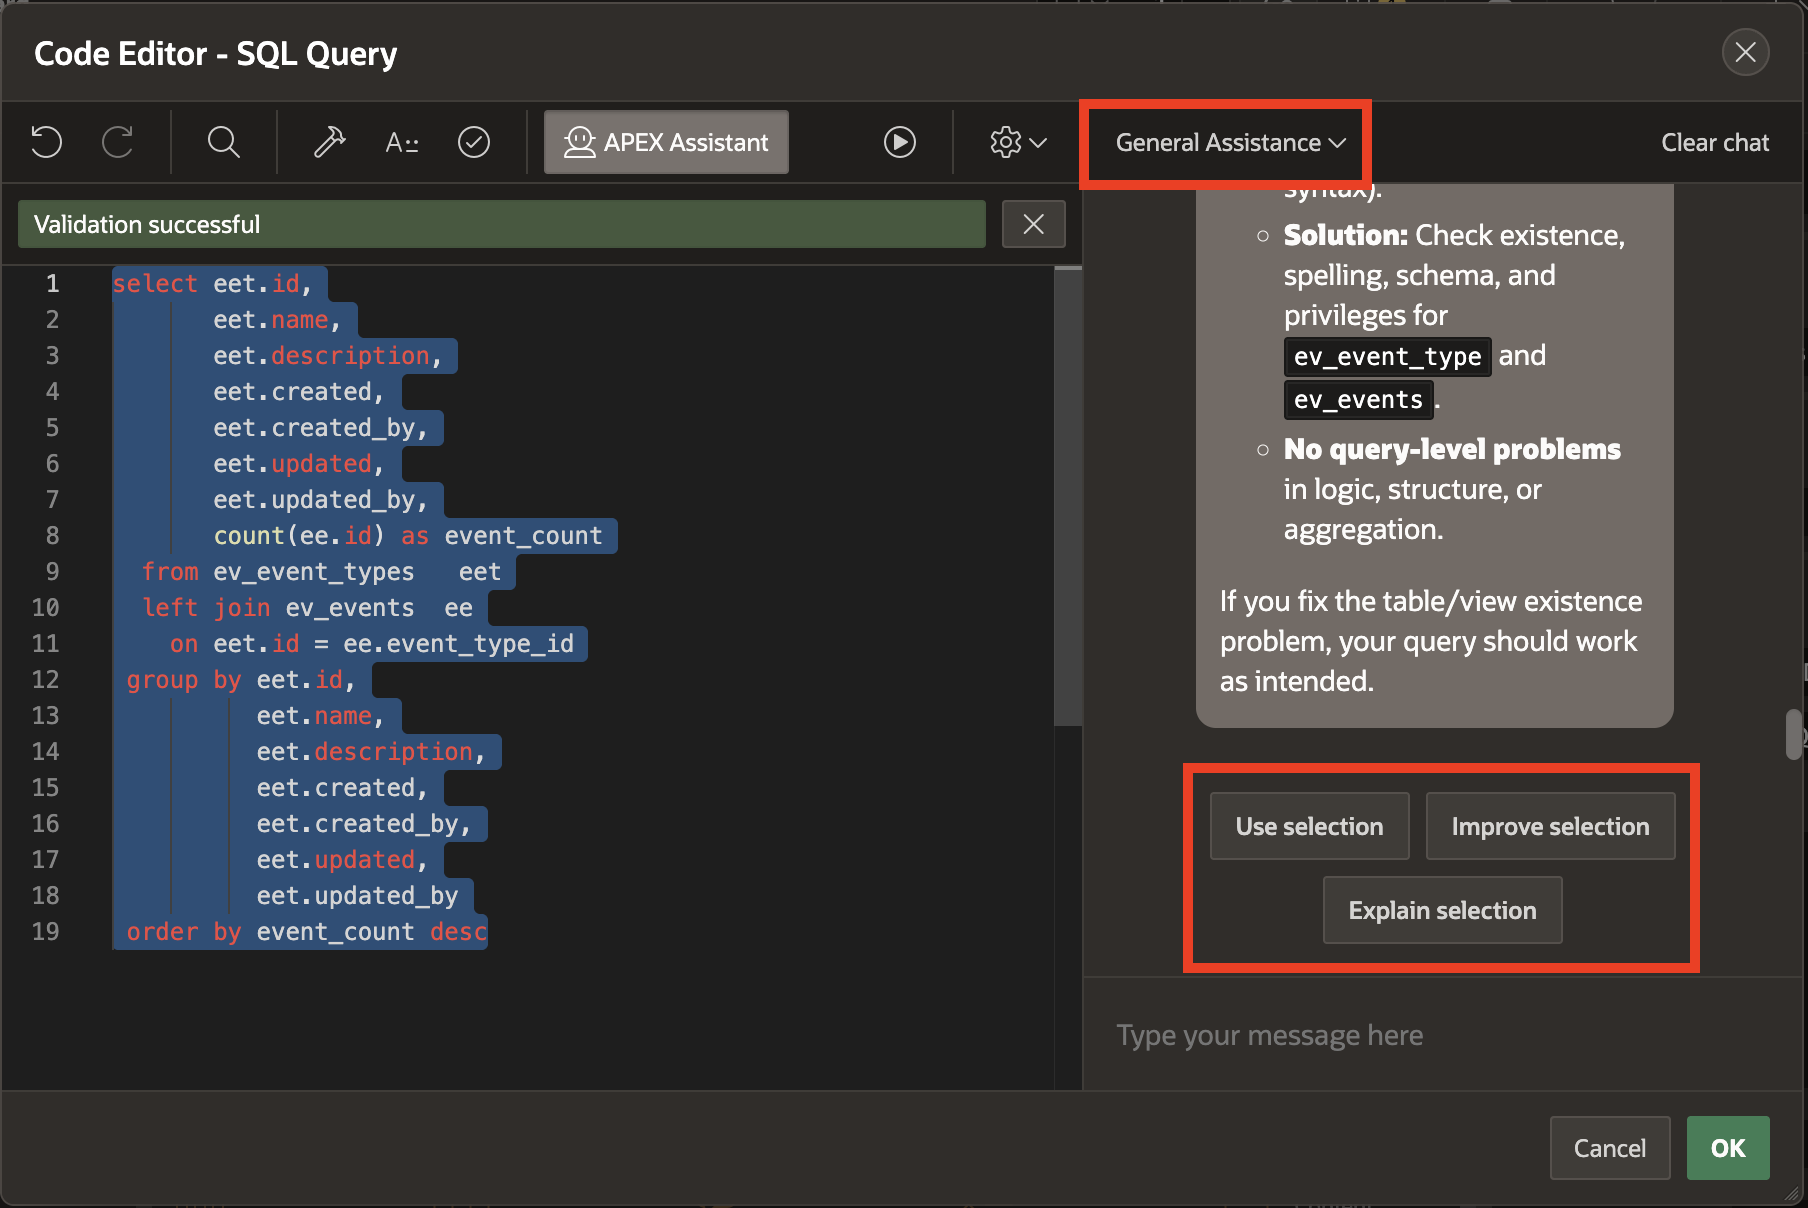 Code Editor - SQL Query
APEX Assistant
General Assistance
Clear chat
Validation successful
1 select eet.id,
2 eet.name,
3 eet.description,
4 eet.created,
5 eet.created_by,
6 eet.updated,
7 eet.updated_by,
8 count(ee.id) as event_count
9 from ev_event_types eet
10 left join ev_events ee
11 on eet.id = ee.event_type_id
12 group by eet.id,
13 eet.name,
14 eet.description,
15 eet.created,
16 eet.created_by,
17 eet.updated,
18 eet.updated_by
19 order by event_count desc
syntax).
Solution: Check existence,
spelling, schema, and
privileges for
ev_event_type and
ev_events.
No query-level problems
in logic, structure, or
aggregation.
If you fix the table/view existence
problem, your query should work
as intended.
Use selection
Improve selection
Explain selection
Type your message here
Cancel
OK